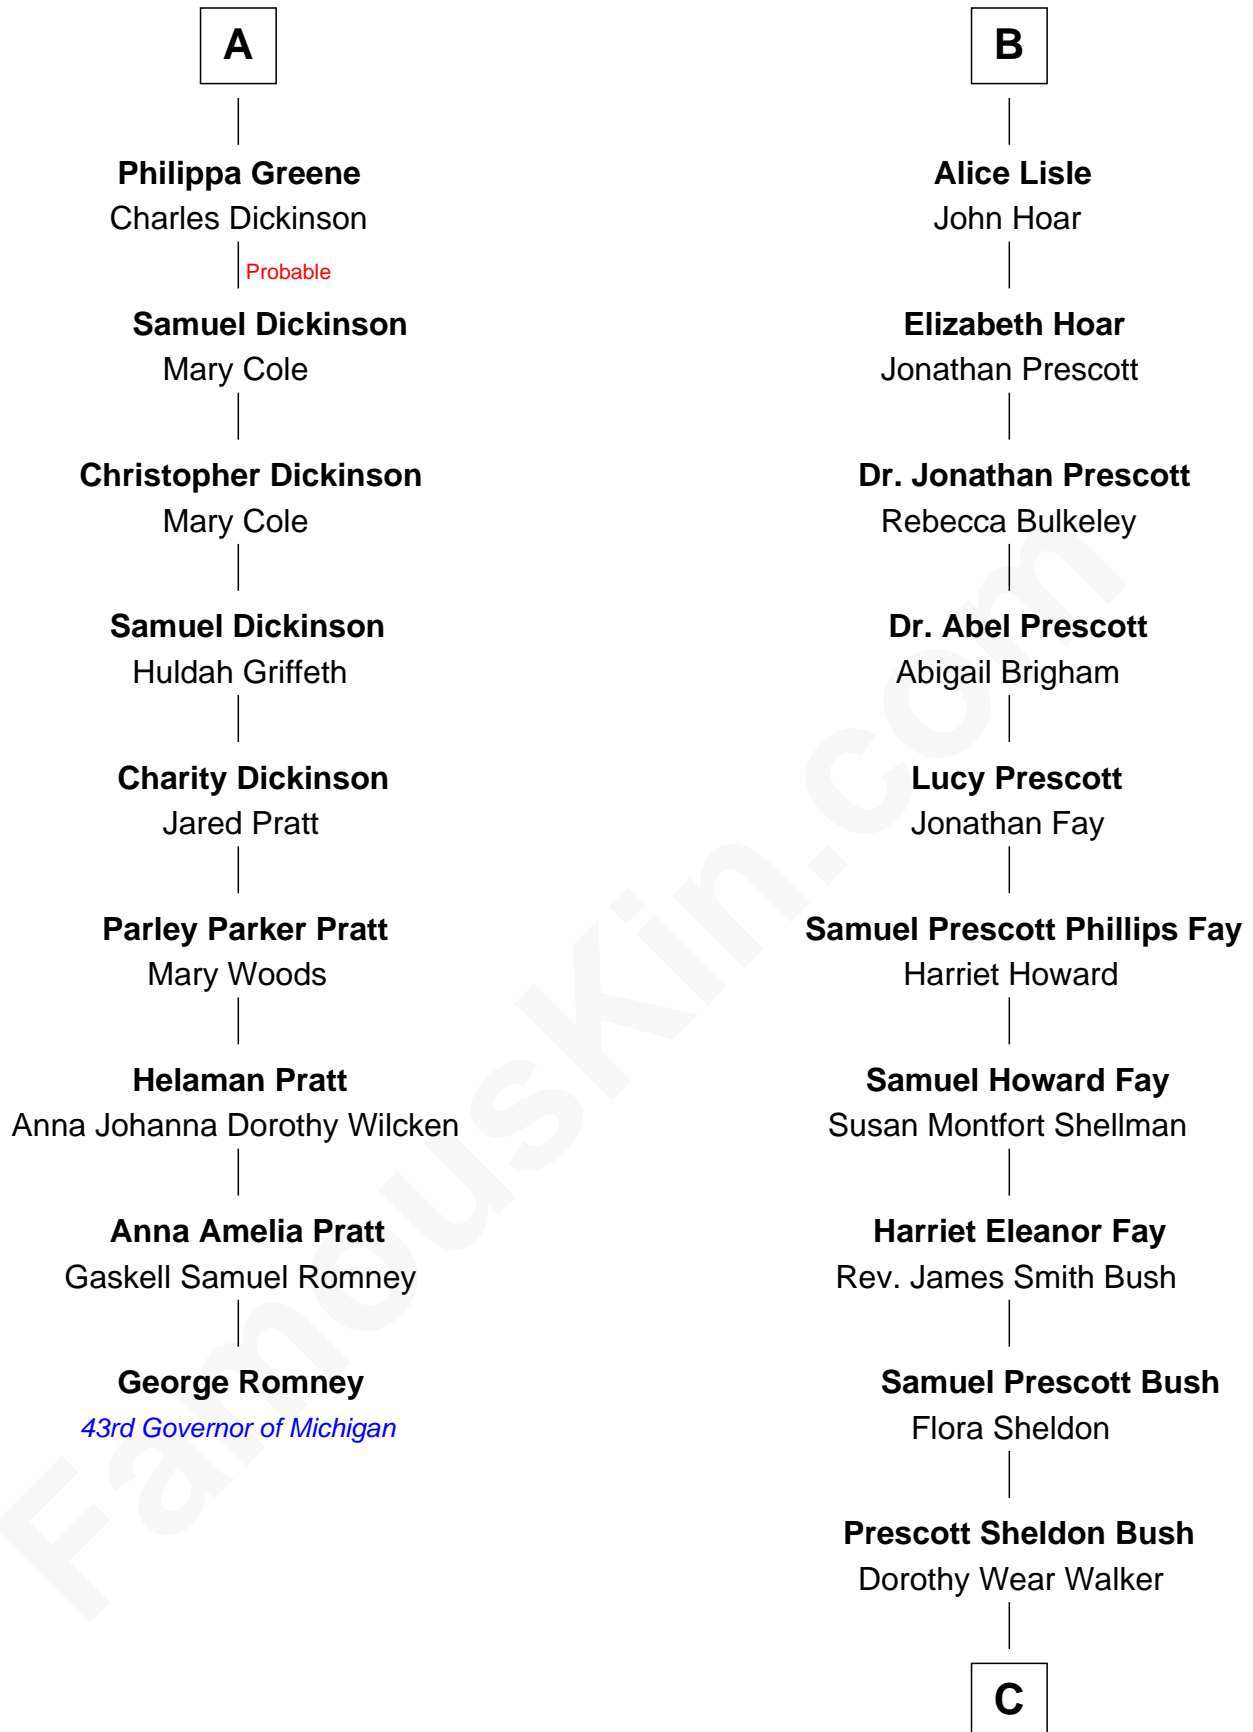 A
Philippa Greene
Charles Dickinson
Probable
Samuel Dickinson
Mary Cole
Christopher Dickinson
Mary Cole
Samuel Dickinson
Huldah Griffeth
Charity Dickinson
Jared Pratt
Parley Parker Pratt
Mary Woods
Helaman Pratt
Anna Johanna Dorothy Wilcken
Anna Amelia Pratt
Gaskell Samuel Romney
George Romney
43rd Governor of Michigan
B
Alice Lisle
John Hoar
Elizabeth Hoar
Jonathan Prescott
Dr. Jonathan Prescott
Rebecca Bulkeley
Dr. Abel Prescott
Abigail Brigham
Lucy Prescott
Jonathan Fay
Samuel Prescott Phillips Fay
Harriet Howard
Samuel Howard Fay
Susan Montfort Shellman
Harriet Eleanor Fay
Rev. James Smith Bush
Samuel Prescott Bush
Flora Sheldon
Prescott Sheldon Bush
Dorothy Wear Walker
C
FamousKin.com